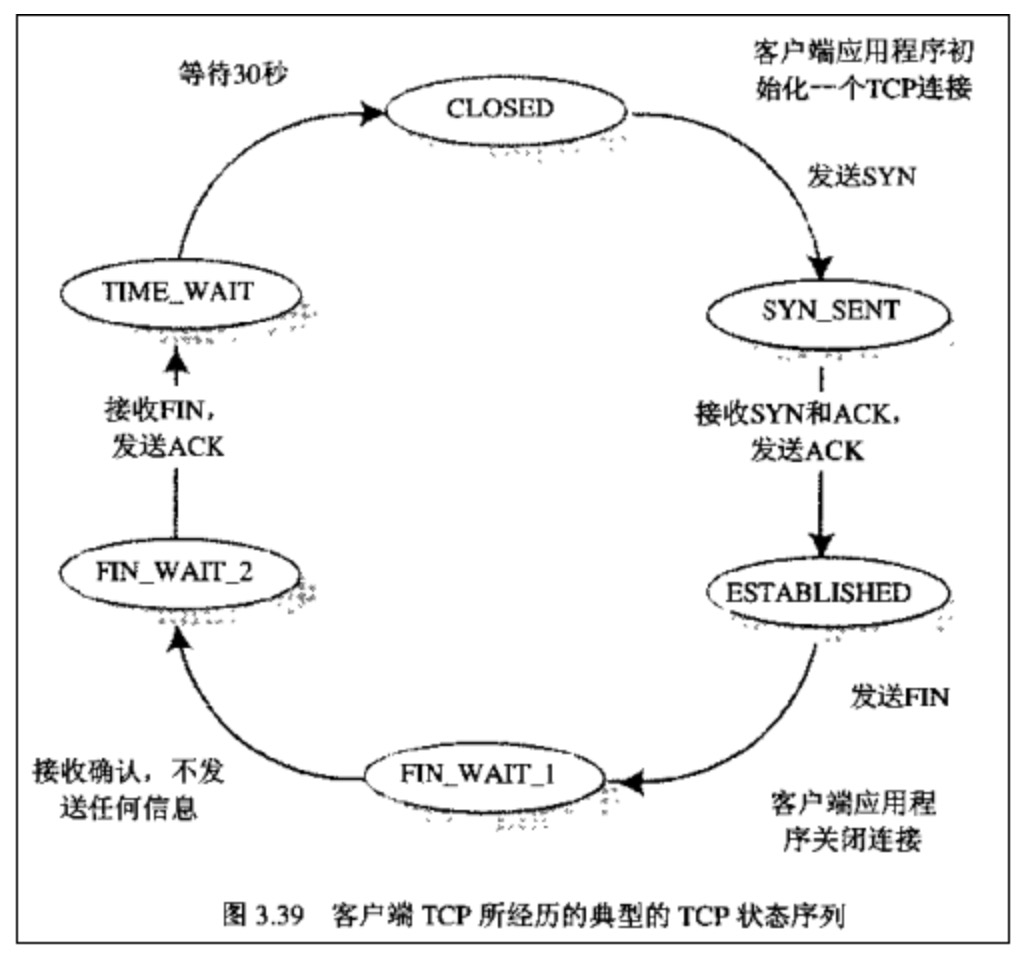 等待30秒
CLOSED
客户端应用程序初
始化一个TCP连接
发送SYN
TIME_WAIT
SYN_SENT
接收FIN，
发送ACK
接收SYN和ACK，
发送ACK
FIN_WAIT_2
ESTABLISHED
发送FIN
接收确认，不发
送任何信息
FIN_WAIT_1
客户端应用程
序关闭连接
图 3.39 客户端 TCP 所经历的典型的 TCP 状态序列